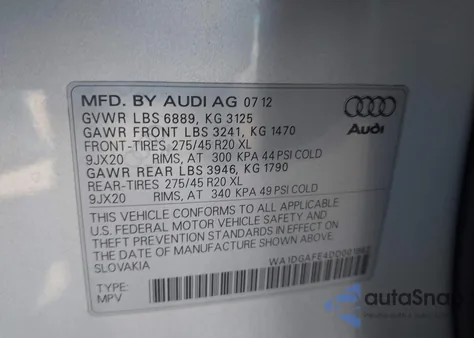 MFD. BY AUDI AG 07 12
GVWR LBS 6889, KG 3125
GAWR FRONT LBS 3241, KG 1470
FRONT-TIRES 275/45 R20 XL
9JX20 RIMS, AT 300 KPA 44 PSI COLD
GAWR REAR LBS 3946, KG 1790
REAR-TIRES 275/45 R20 XL
9JX20 RIMS, AT 340 KPA 49 PSI COLD
THIS VEHICLE CONFORMS TO ALL APPLICABLE
U.S. FEDERAL MOTOR VEHICLE SAFETY AND
THEFT PREVENTION STANDARDS IN EFFECT ON
THE DATE OF MANUFACTURE SHOWN ABOVE.
SLOVAKIA
TYPE:
MPV
Audi
autoSnap